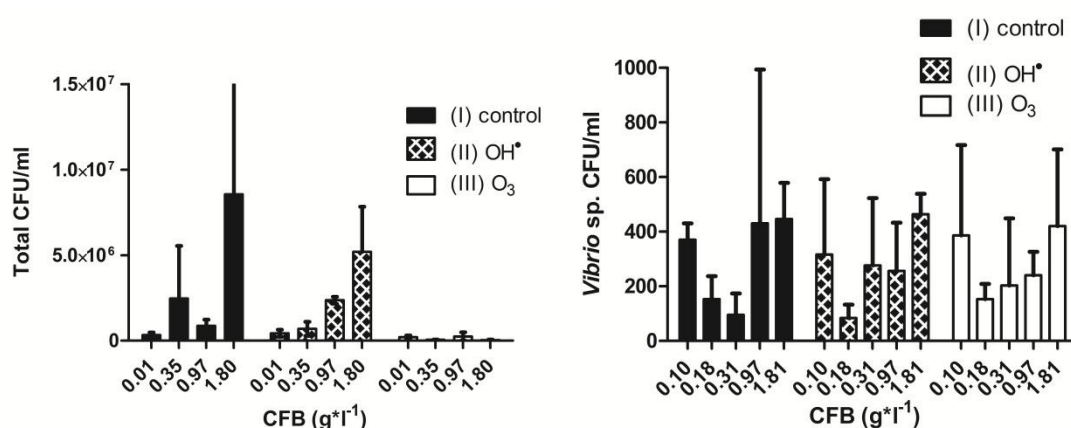 Total CFU/ml
1.5×10⁷
1.0×10⁷
5.0×10⁶
0
(I) control
(II) OH•
(III) O₃
0.01 0.35 0.97 1.80 0.01 0.35 0.97 1.80 0.01 0.35 0.97 1.80
CFB (g*l⁻¹)
Vibrio sp. CFU/ml
1000
800
600
400
200
0
(I) control
(II) OH•
(III) O₃
0.10 0.18 0.31 0.97 1.81 0.10 0.18 0.31 0.97 1.81 0.10 0.18 0.31 0.97 1.81
CFB (g*l⁻¹)